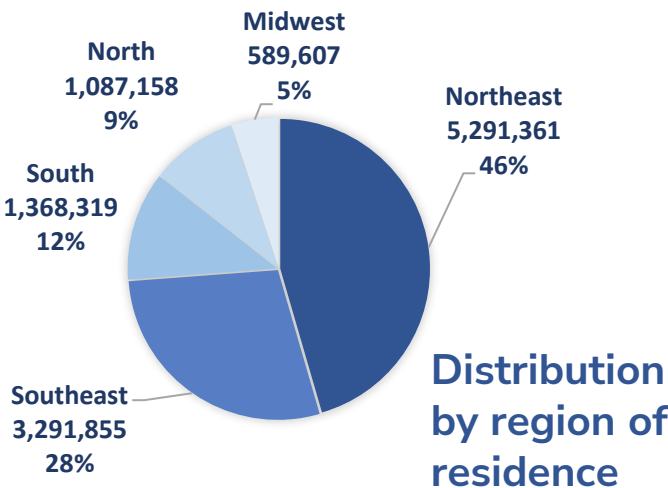 Midwest
589,607
5%
North
1,087,158
9%
Northeast
5,291,361
46%
South
1,368,319
12%
Southeast
3,291,855
28%
Distribution
by region of
residence